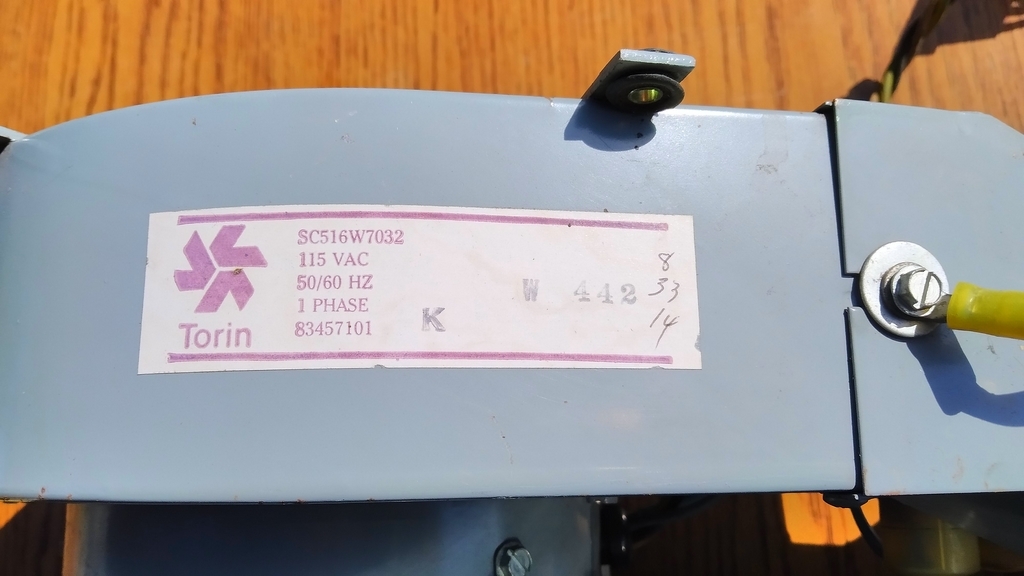 Torin
SC516W7032
115 VAC
50/60 HZ
1 PHASE
83457101
K
W 442
8
33
14